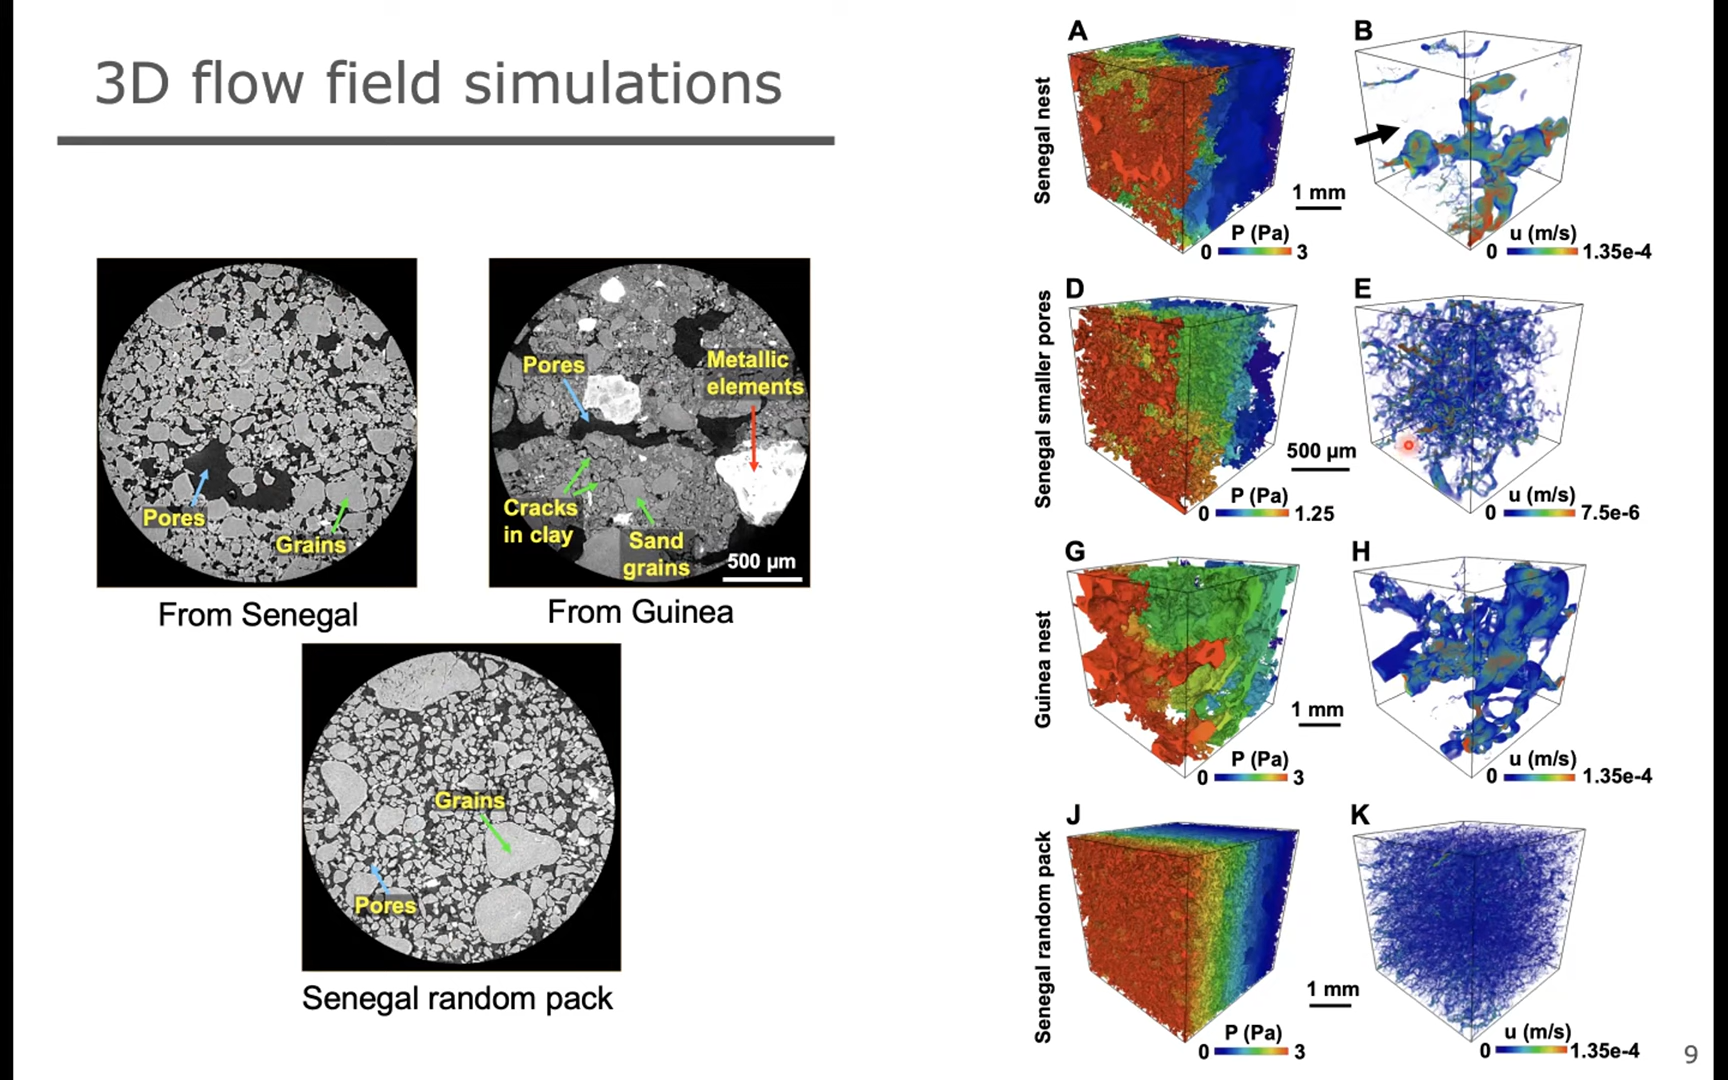 3D flow field simulations
Pores
Grains
From Senegal
Pores
Metallic
elements
Cracks
in clay
Sand
grains
500 µm
From Guinea
Grains
Pores
Senegal random pack
A
B
Senegal nest
1 mm
P (Pa)
0 3
u (m/s)
0 1.35e-4
D
E
Senegal smaller pores
500 µm
P (Pa)
0 1.25
u (m/s)
0 7.5e-6
G
H
Guinea nest
1 mm
P (Pa)
0 3
u (m/s)
0 1.35e-4
J
K
Senegal random pack
1 mm
P (Pa)
0 3
u (m/s)
0 1.35e-4
9